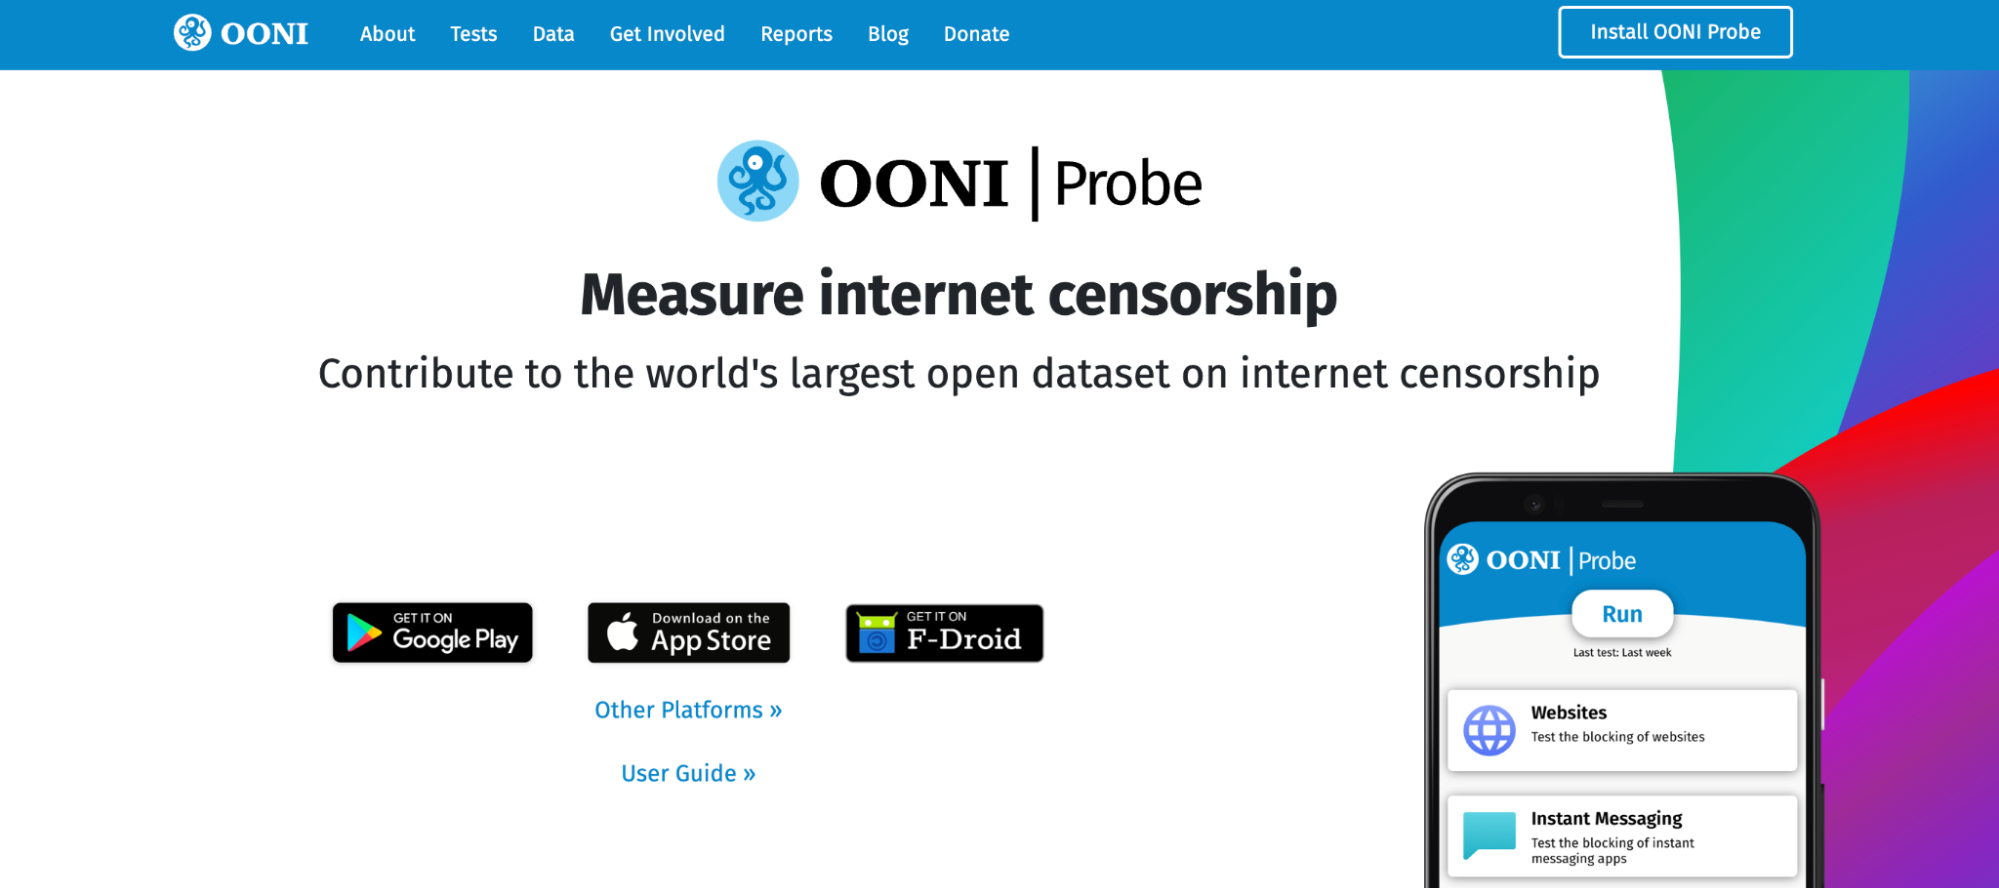 OONI
About
Tests
Data
Get Involved
Reports
Blog
Donate
Install OONI Probe
OONI | Probe
Measure internet censorship
Contribute to the world's largest open dataset on internet censorship
GET IT ON
Google Play
Download on the
App Store
GET IT ON
F-Droid
Other Platforms »
User Guide »
OONI | Probe
Run
Last test: Last week
Websites
Test the blocking of websites
Instant Messaging
Test the blocking of instant
messaging apps